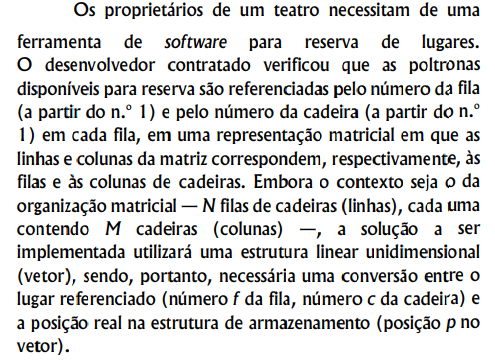 Os proprietários de um teatro necessitam de uma
ferramenta de software para reserva de lugares.
O desenvolvedor contratado verificou que as poltronas
disponíveis para reserva são referenciadas pelo número da fila
(a partir do n.º 1) e pelo número da cadeira (a partir do n.º
1) em cada fila, em uma representação matricial em que as
linhas e colunas da matriz correspondem, respectivamente, às
filas e às colunas de cadeiras. Embora o contexto seja o da
organização matricial — N filas de cadeiras (linhas), cada uma
contendo M cadeiras (colunas) —, a solução a ser
implementada utilizará uma estrutura linear unidimensional
(vetor), sendo, portanto, necessária uma conversão entre o
lugar referenciado (número f da fila, número c da cadeira) e
a posição real na estrutura de armazenamento (posição p no
vetor).